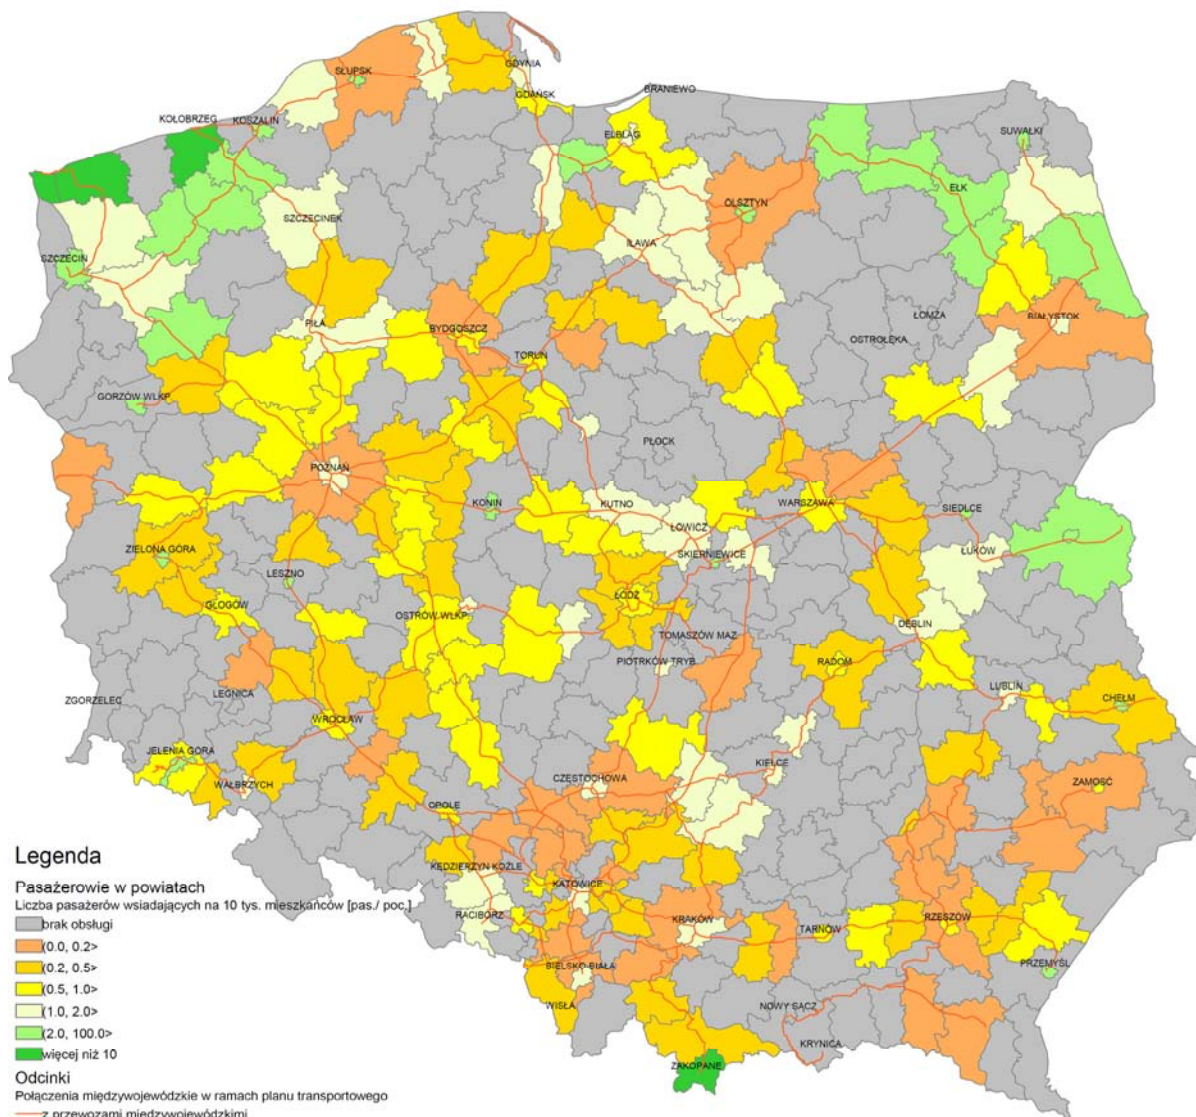 GDYNIA
SŁUPSK
GDAŃSK
BRANIEWO
KOŁOBRZEG
KOSZALIN
ELBLĄG
SUWAŁKI
EŁK
OLSZTYN
SZCZECINEK
IŁAWA
SZCZECIN
ŁOMŻA
BIAŁYSTOK
PIŁA
BYDGOSZCZ
OSTROŁĘKA
TORUŃ
GORZÓW WLKP
PŁOCK
POZNAŃ
KONIN
KUTNO
WARSZAWA
SIEDLCE
ŁOWICZ
ZIELONA GÓRA
SKIERNIEWICE
ŁUKÓW
LESZNO
ŁÓDŹ
GŁOGÓW
OSTRÓW WLKP.
DĘBLIN
TOMASZÓW MAZ.
PIOTRKÓW TRYB.
RADOM
ZGORZELEC
LEGNICA
LUBLIN
CHEŁM
WROCŁAW
JELENIA GÓRA
KIELCE
WAŁBRZYCH
CZĘSTOCHOWA
ZAMOŚĆ
OPOLE
KĘDZIERZYN-KOŹLE
KATOWICE
RACIBÓRZ
KRAKÓW
TARNÓW
RZESZÓW
BIELSKO-BIAŁA
PRZEMYŚL
WISŁA
NOWY SĄCZ
KRYNICA
ZAKOPANE
Legenda
Pasażerowie w powiatach
Liczba pasażerów wsiadających na 10 tys. mieszkańców [pas./ poc.]
brak obsługi
(0.0, 0.2>
(0.2, 0.5>
(0.5, 1.0>
(1.0, 2.0>
(2.0, 100.0>
więcej niż 10
Odcinki
Połączenia międzywojewódzkie w ramach planu transportowego
z przewozami międzywojewódzkimi